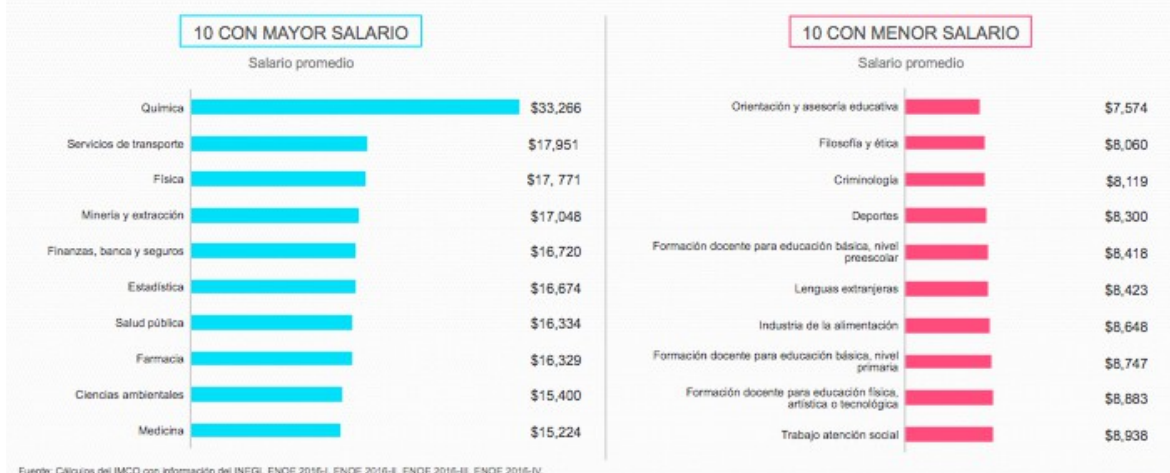 10 CON MAYOR SALARIO
Salario promedio
Química $33,266
Servicios de transporte $17,951
Física $17, 771
Minería y extracción $17,048
Finanzas, banca y seguros $16,720
Estadística $16,674
Salud pública $16,334
Farmacia $16,329
Ciencias ambientales $15,400
Medicina $15,224
10 CON MENOR SALARIO
Salario promedio
Orientación y asesoría educativa $7,574
Filosofía y ética $8,060
Criminología $8,119
Deportes $8,300
Formación docente para educación básica, nivel
preescolar $8,418
Lenguas extranjeras $8,423
Industria de la alimentación $8,648
Formación docente para educación básica, nivel
primaria $8,747
Formación docente para educación física,
artística o tecnológica $8,883
Trabajo atención social $8,938
Fuente: Cálculos del IMCO con información del INEGI, ENOE 2016-I, ENOE 2016-II, ENOE 2016-III, ENOE 2016-IV